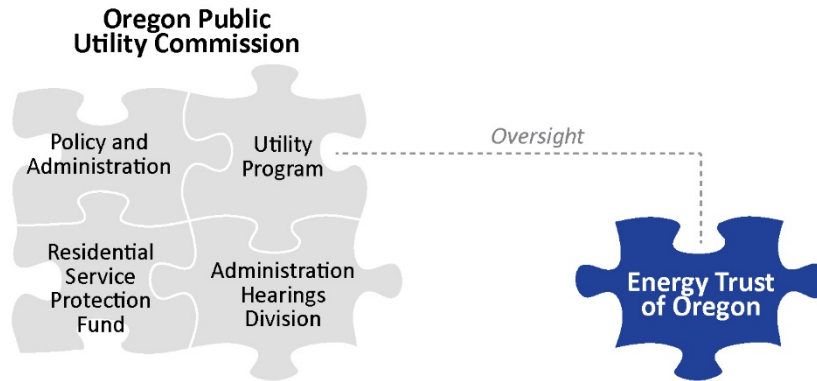 Oregon Public
Utility Commission
Policy and
Administration
Utility
Program
Oversight
Residential
Service
Protection
Fund
Administration
Hearings
Division
Energy Trust
of Oregon